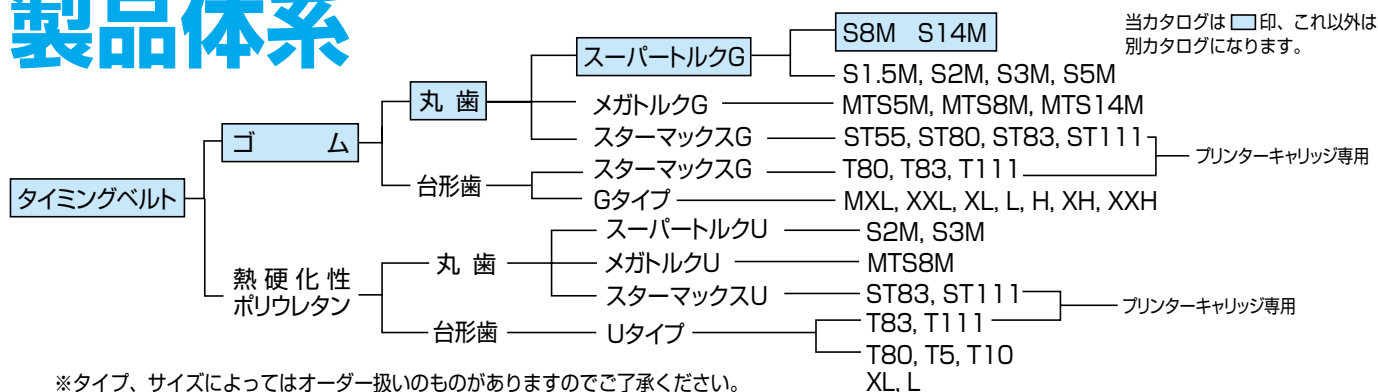 製品体系
当カタログは　印、これ以外は
別カタログになります。
タイミングベルト
ゴム
丸歯
スーパートルクG
S8M S14M
S1.5M, S2M, S3M, S5M
メガトルクG
MTS5M, MTS8M, MTS14M
スターマックスG
ST55, ST80, ST83, ST111
台形歯
スターマックスG
T80, T83, T111
プリンターキャリッジ専用
Gタイプ
MXL, XXL, XL, L, H, XH, XXH
熱硬化性
ポリウレタン
丸歯
スーパートルクU
S2M, S3M
メガトルクU
MTS8M
スターマックスU
ST83, ST111
台形歯
Uタイプ
T83, T111
プリンターキャリッジ専用
T80, T5, T10
XL, L
※タイプ、サイズによってはオーダー扱いのものがありますのでご了承ください。